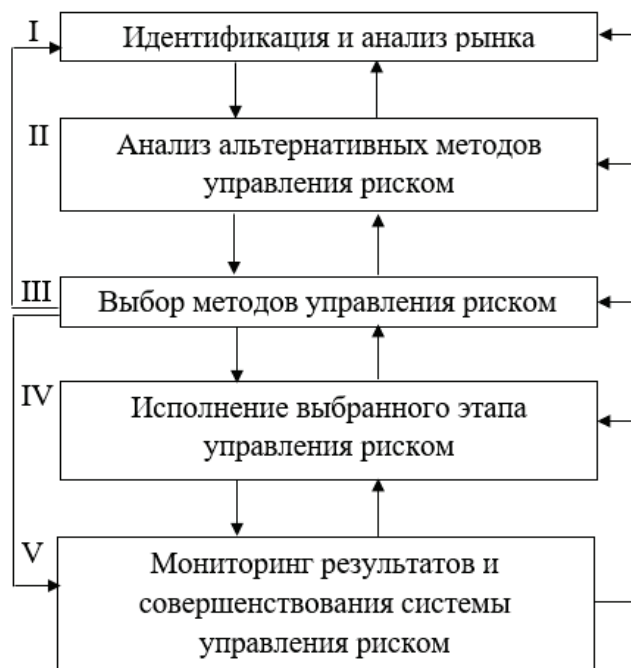 I
Идентификация и анализ рынка
II
Анализ альтернативных методов
управления риском
III
Выбор методов управления риском
IV
Исполнение выбранного этапа
управления риском
V
Мониторинг результатов и
совершенствования системы
управления риском